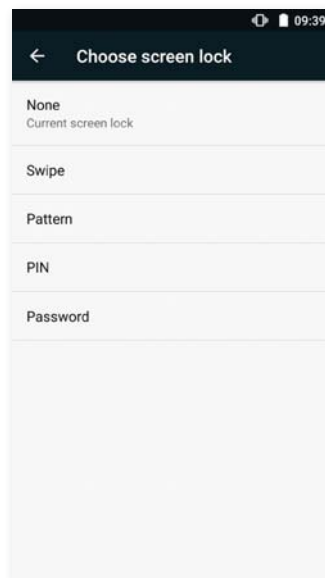 09:39
Choose screen lock
None
Current screen lock
Swipe
Pattern
PIN
Password